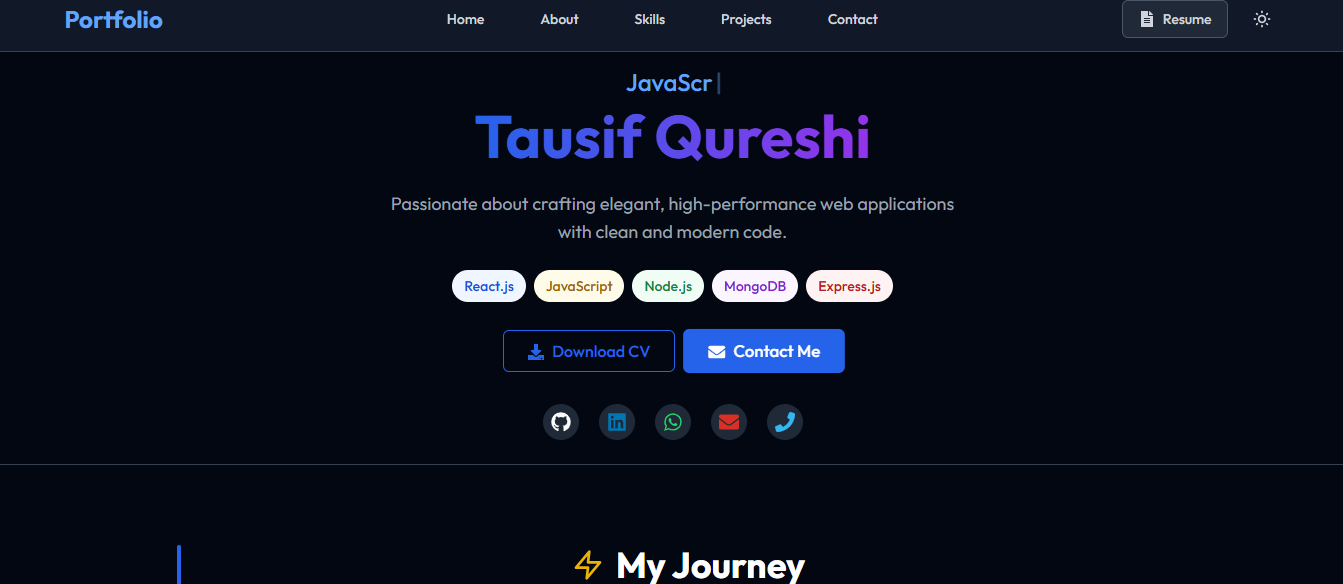 Portfolio Home About Skills Projects Contact Resume
JavaScr|
Tausif Qureshi
Passionate about crafting elegant, high-performance web applications
with clean and modern code.
React.js JavaScript Node.js MongoDB Express.js
Download CV Contact Me
in
My Journey